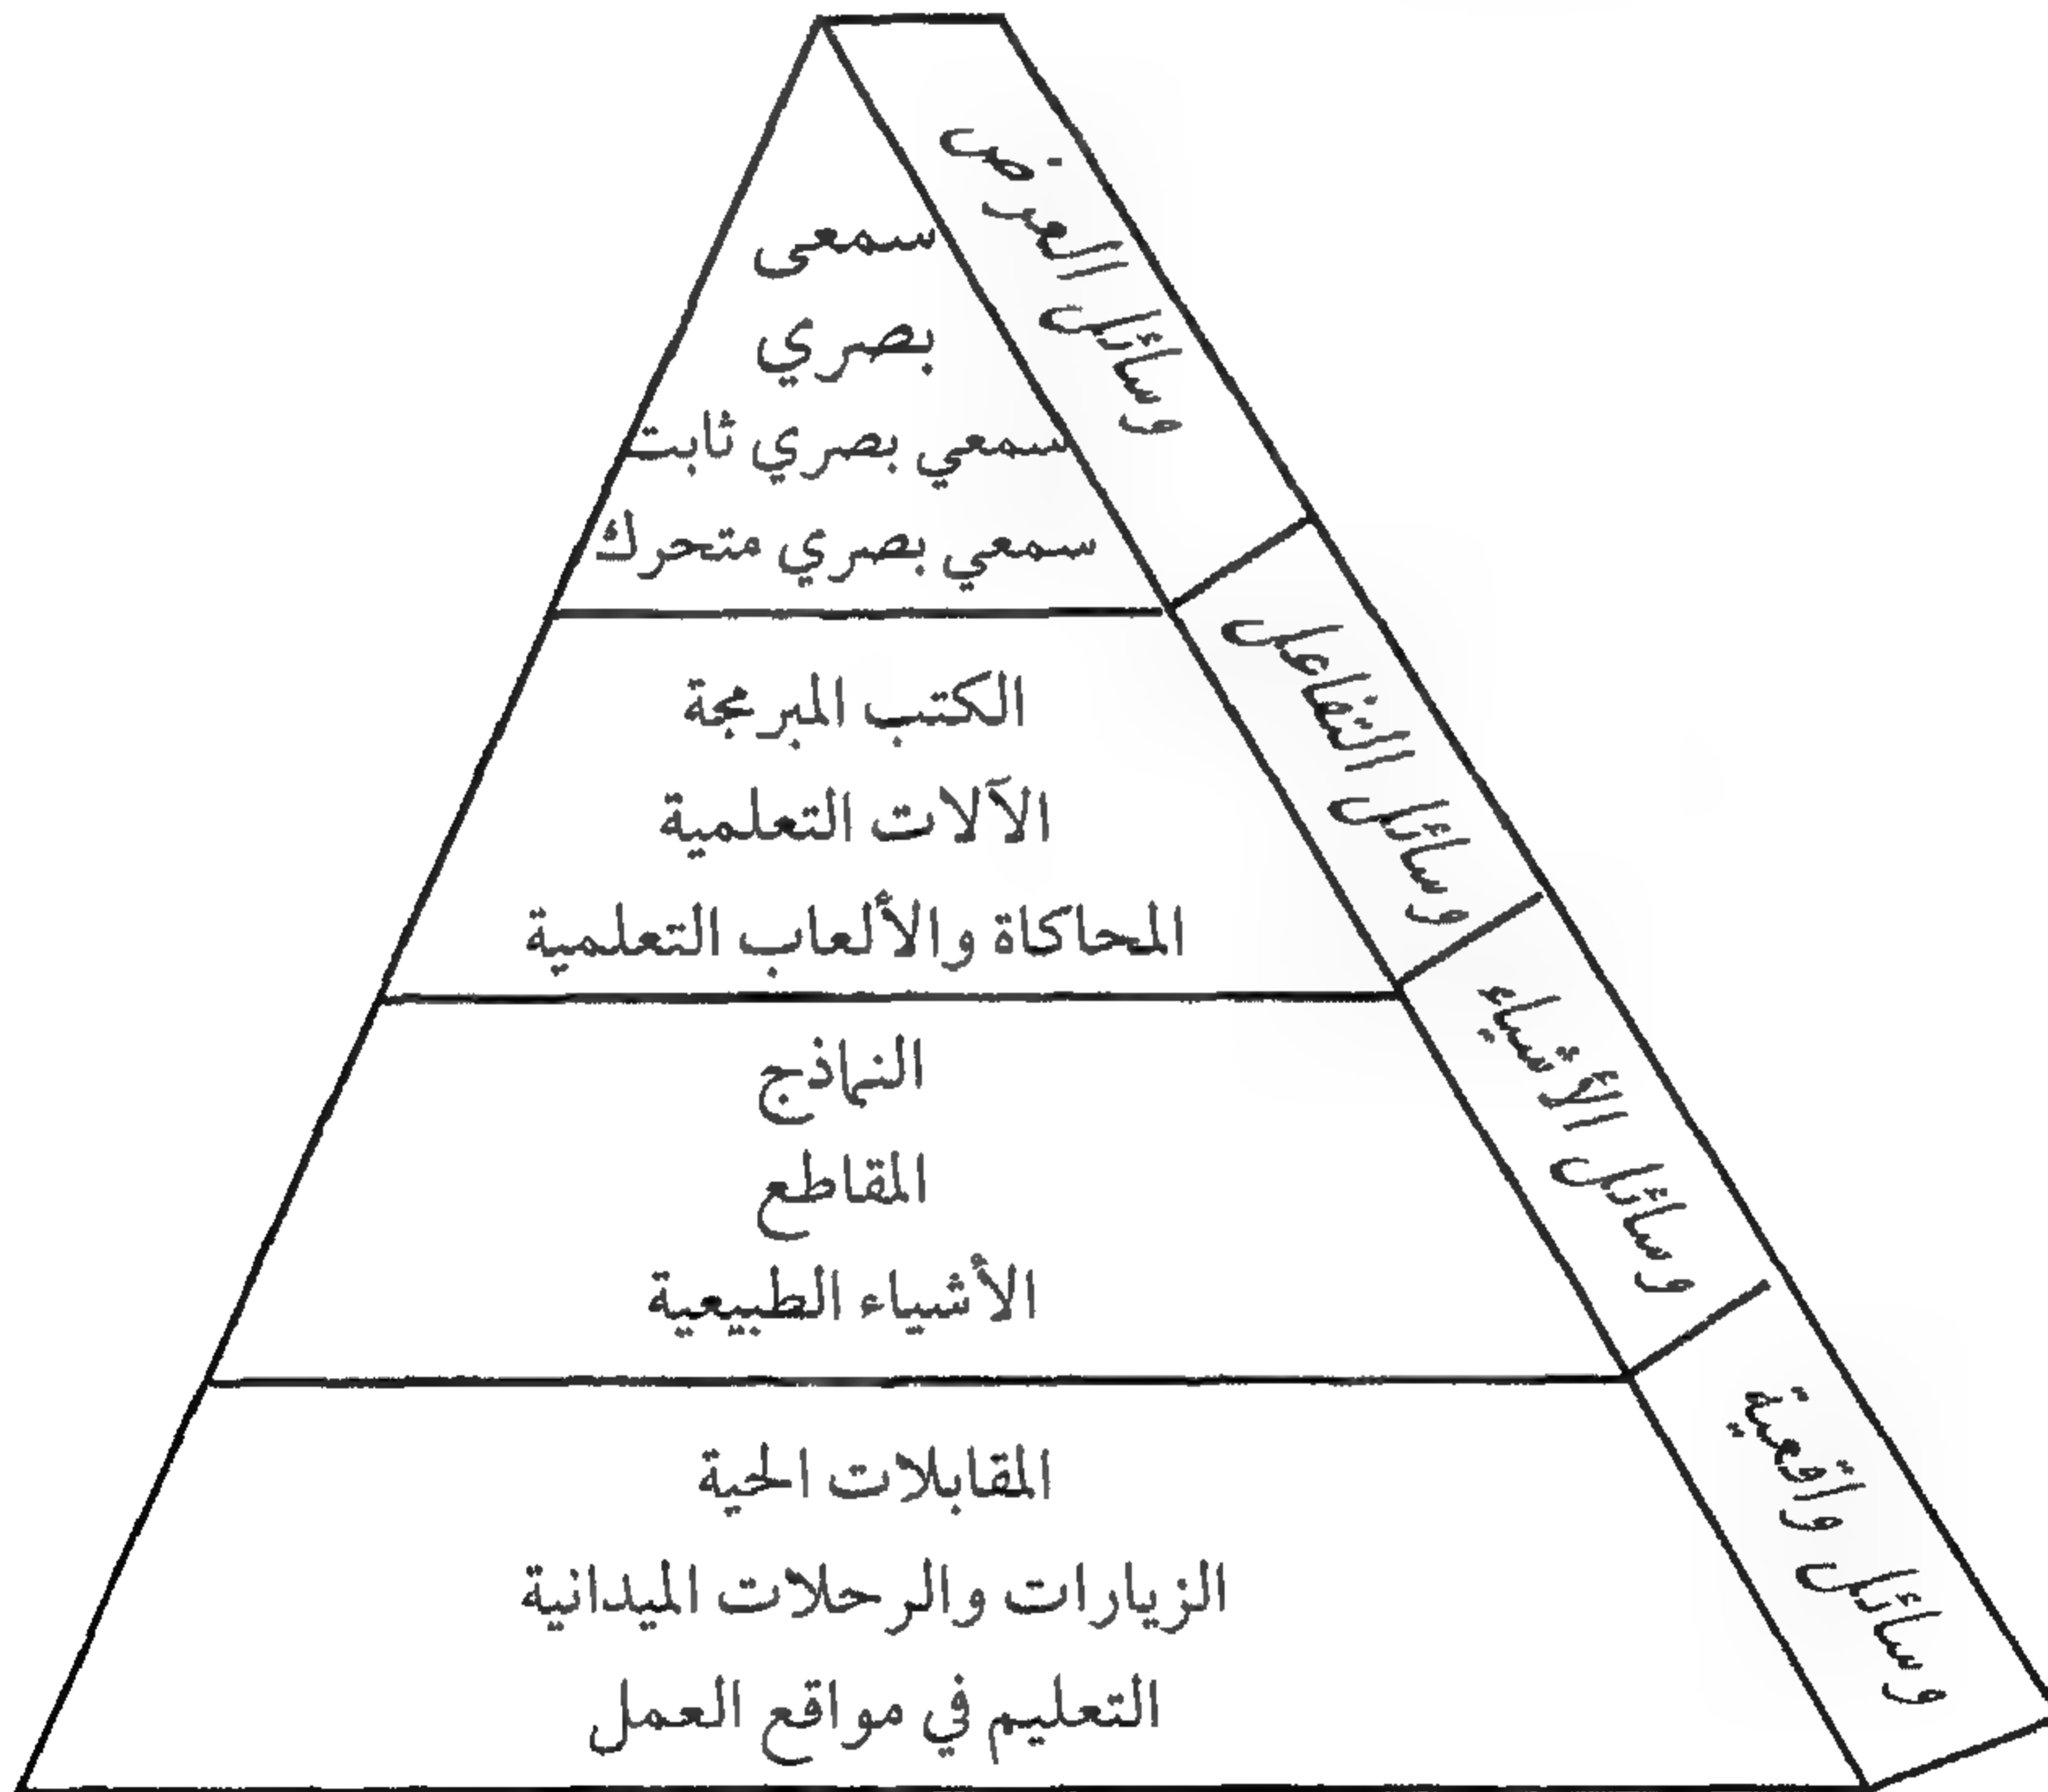 وسائل العرض
سمعى
بصري
سمعي بصري ثابت
سمعي بصري متحرك
وسائل التفاعل
الكتب المبرمجة
الآلات التعلمية
المحاكاة والألعاب التعلمية
وسائل الأشياء
النماذج
المقاطع
الأشياء الطبيعية
وسائل واقعية
المقابلات الحية
الزيارات والرحلات الميدانية
التعليم في مواقع العمل